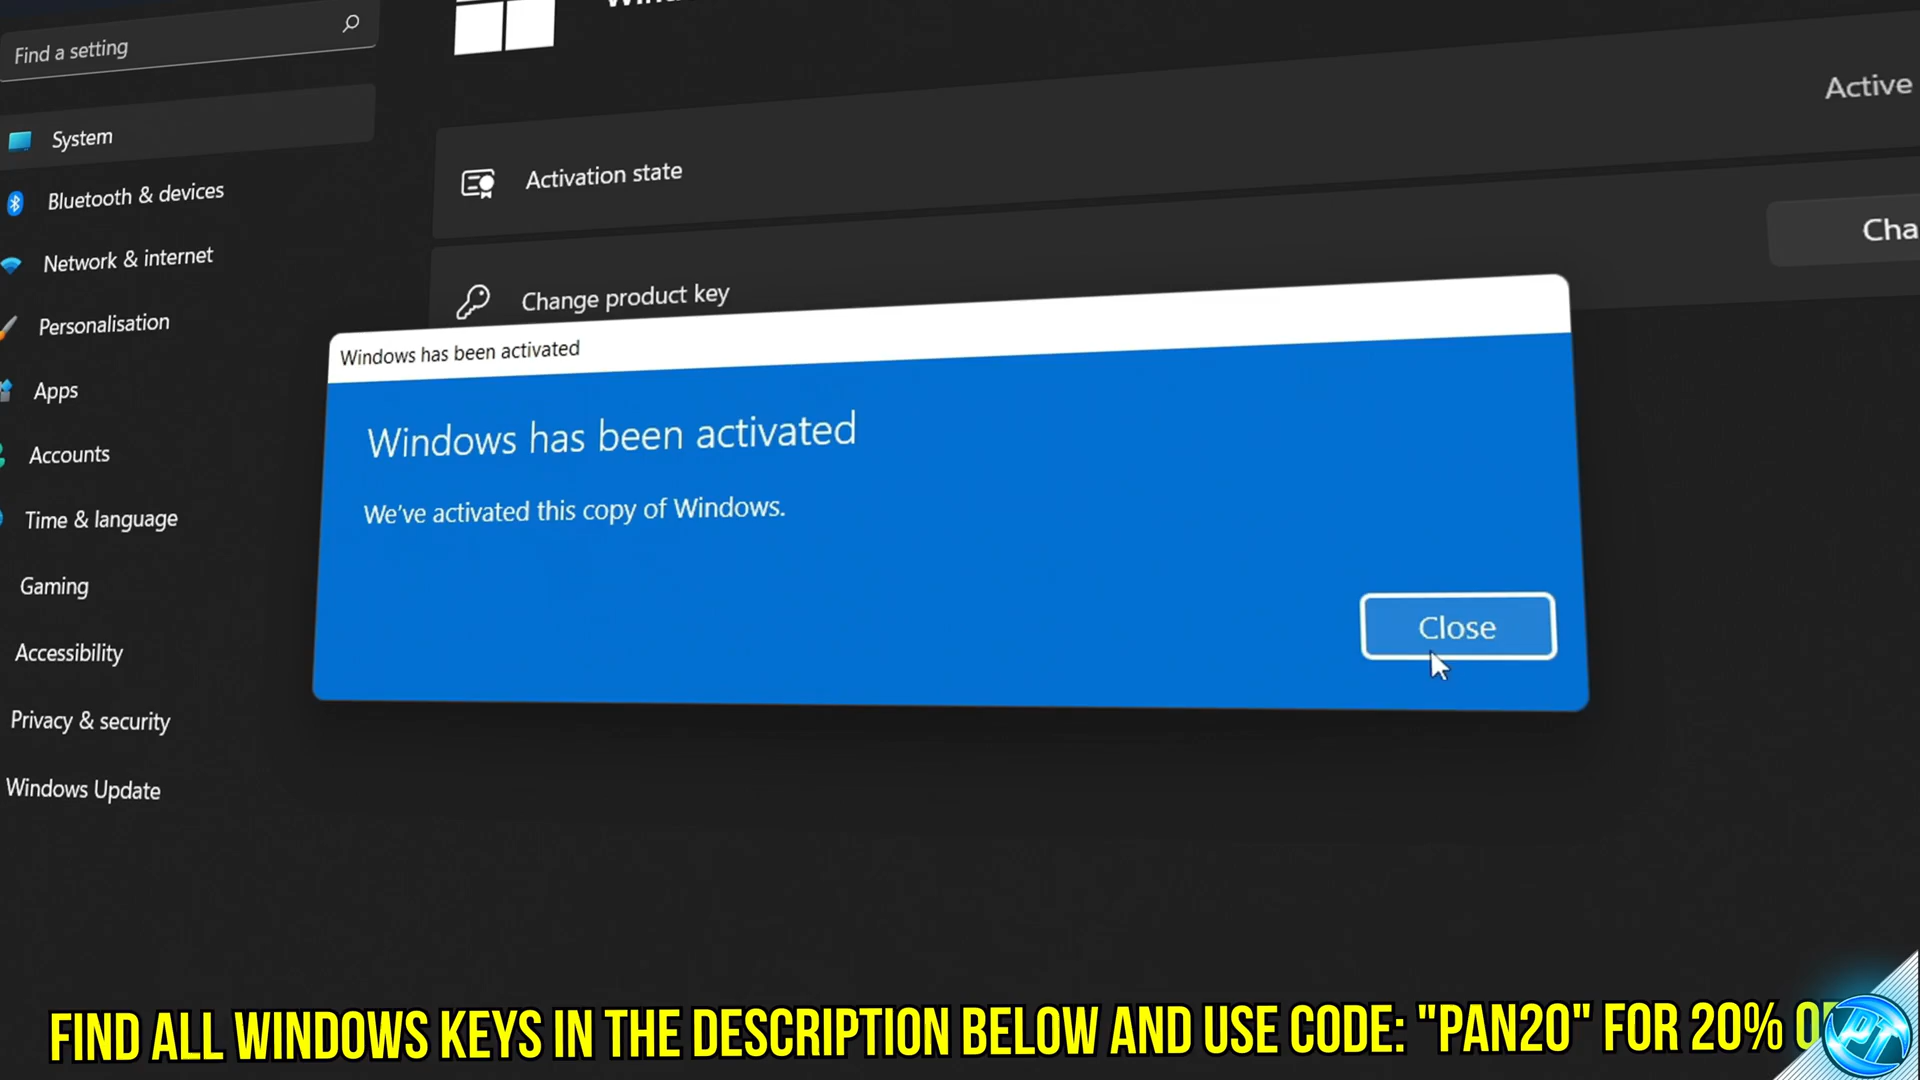 Find a setting
System
Bluetooth & devices
Network & internet
Personalisation
Apps
Accounts
Time & language
Gaming
Accessibility
Privacy & security
Windows Update
Activation state
Active
Change product key
Windows has been activated
Windows has been activated
We've activated this copy of Windows.
Close
FIND ALL WINDOWS KEYS IN THE DESCRIPTION BELOW AND USE CODE: "PAN20" FOR 20%